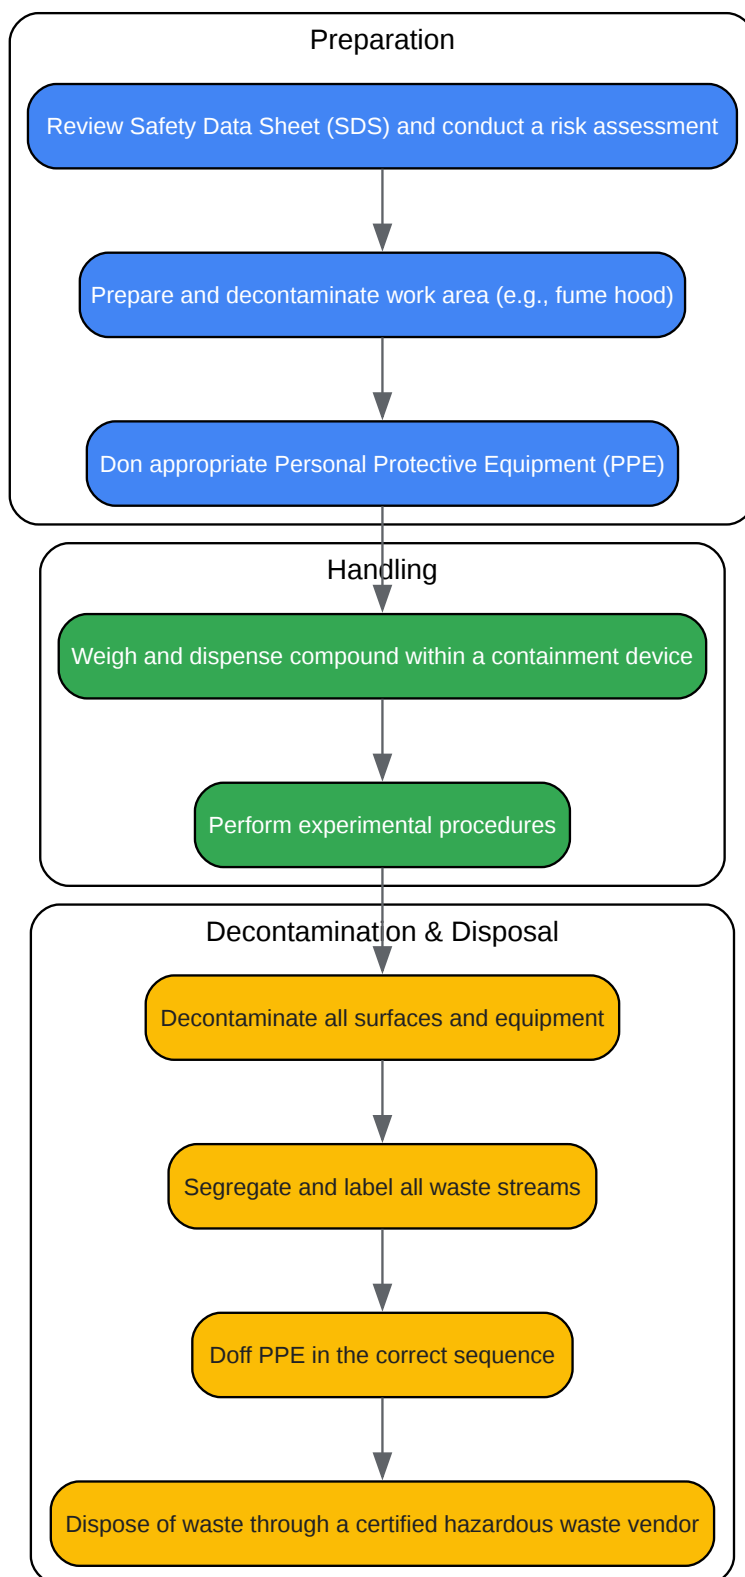 Preparation
Review Safety Data Sheet (SDS) and conduct a risk assessment
Prepare and decontaminate work area (e.g., fume hood)
Don appropriate Personal Protective Equipment (PPE)
Handling
Weigh and dispense compound within a containment device
Perform experimental procedures
Decontamination & Disposal
Decontaminate all surfaces and equipment
Segregate and label all waste streams
Doff PPE in the correct sequence
Dispose of waste through a certified hazardous waste vendor